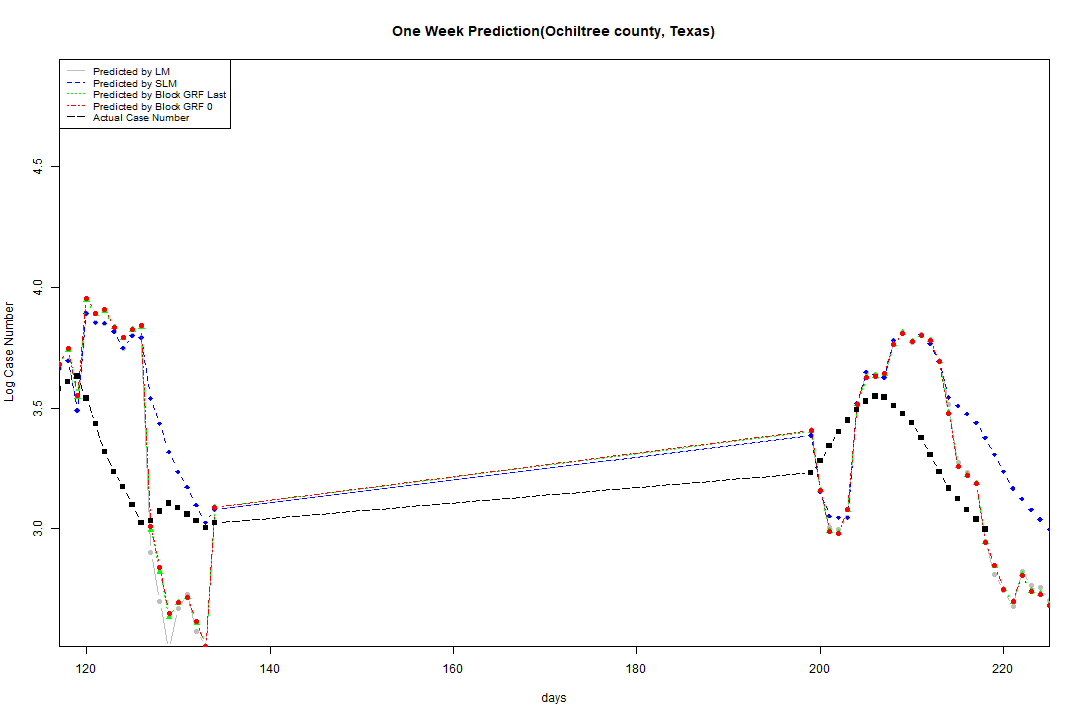 One Week Prediction(Ochiltree county, Texas)
Predicted by LM
Predicted by SLM
Predicted by Block GRF Last
Predicted by Block GRF 0
Actual Case Number
Log Case Number
4.5
4.0
3.5
3.0
120 140 160 180 200 220
days